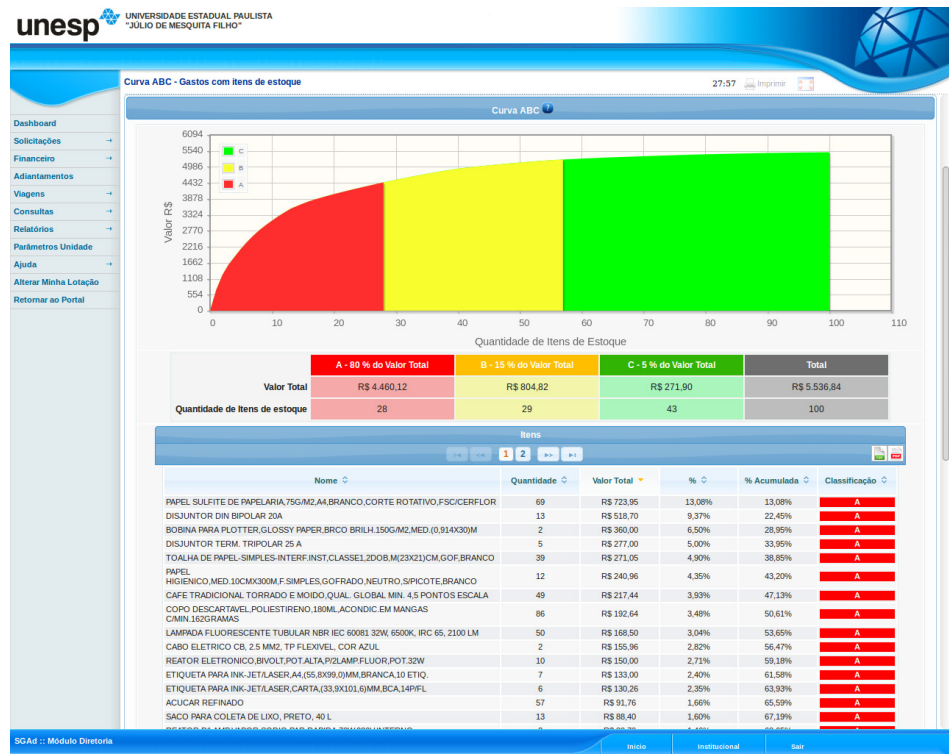 unesp
UNIVERSIDADE ESTADUAL PAULISTA
"JÚLIO DE MESQUITA FILHO"
Curva ABC - Gastos com itens de estoque
27:57 Imprimir
Dashboard
Solicitações
Financeiro
Adiantamentos
Viagens
Consultas
Relatórios
Parâmetros Unidade
Ajuda
Alterar Minha Lotação
Retornar ao Portal
Curva ABC ?
6094
5540
4986
4432
3878
3324
2770
2216
1662
1108
554
0
Valor R$
C
B
A
0 10 20 30 40 50 60 70 80 90 100 110
Quantidade de Itens de Estoque
A - 80 % do Valor Total B - 15 % do Valor Total C - 5 % do Valor Total Total
Valor Total R$ 4.460,12 R$ 804,82 R$ 271,90 R$ 5.536,84
Quantidade de Itens de estoque 28 29 43 100
Itens
1 2
Nome Quantidade Valor Total % % Acumulada Classificação
PAPEL SULFITE DE PAPELARIA,75G/M2,A4,BRANCO,CORTE ROTATIVO,FSC/CERFLOR 69 R$ 723,95 13,08% 13,08% A
DISJUNTOR DIN BIPOLAR 20A 13 R$ 518,70 9,37% 22,45% A
BOBINA PARA PLOTTER,GLOSSY PAPER,BRCO BRILH.150G/M2,MED.(0,914X30)M 2 R$ 360,00 6,50% 28,95% A
DISJUNTOR TERM. TRIPOLAR 25 A 5 R$ 277,00 5,00% 33,95% A
TOALHA DE PAPEL-SIMPLES-INTERF.INST,CLASSE1,2DOB,M(23X21)CM,GOF,BRANCO 39 R$ 271,05 4,90% 38,85% A
PAPEL
HIGIENICO,MED.10CMX300M,F.SIMPLES,GOFRADO,NEUTRO,S/PICOTE,BRANCO 12 R$ 240,96 4,35% 43,20% A
CAFE TRADICIONAL TORRADO E MOIDO,QUAL. GLOBAL MIN. 4,5 PONTOS ESCALA 49 R$ 217,44 3,93% 47,13% A
COPO DESCARTAVEL,POLIESTIRENO,180ML,ACONDIC.EM MANGAS
C/MIN.162GRAMAS 86 R$ 192,64 3,48% 50,61% A
LAMPADA FLUORESCENTE TUBULAR NBR IEC 60081 32W, 6500K, IRC 65, 2100 LM 50 R$ 168,50 3,04% 53,65% A
CABO ELETRICO CB, 2.5 MM2, TP FLEXIVEL, COR AZUL 2 R$ 155,96 2,82% 56,47% A
REATOR ELETRONICO,BIVOLT,POT.ALTA,P/2LAMP.FLUOR,POT.32W 10 R$ 150,00 2,71% 59,18% A
ETIQUETA PARA INK-JET/LASER,A4,(55,8X99,0)MM,BRANCA,10 ETIQ. 7 R$ 133,00 2,40% 61,58% A
ETIQUETA PARA INK-JET/LASER,CARTA,(33,9X101,6)MM,BCA,14P/FL 6 R$ 130,26 2,35% 63,93% A
ACUCAR REFINADO 57 R$ 91,76 1,66% 65,59% A
SACO PARA COLETA DE LIXO, PRETO, 40 L 13 R$ 88,40 1,60% 67,19% A
SGAd :: Módulo Diretoria
Início Institucional Sair